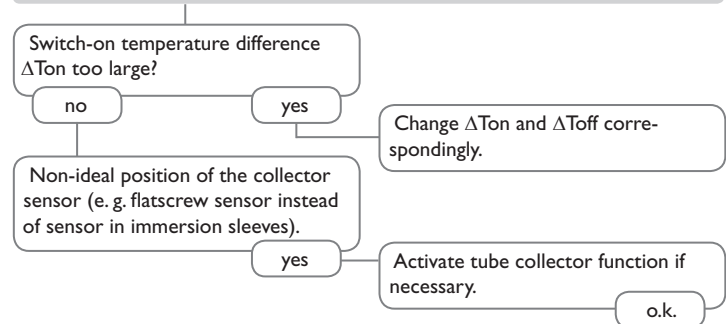 Switch-on temperature difference
ΔTon too large?
no
yes
Change ΔTon and ΔToff corre-
spondingly.
Non-ideal position of the collector
sensor (e. g. flatscrew sensor instead
of sensor in immersion sleeves).
yes
Activate tube collector function if
necessary.
o.k.